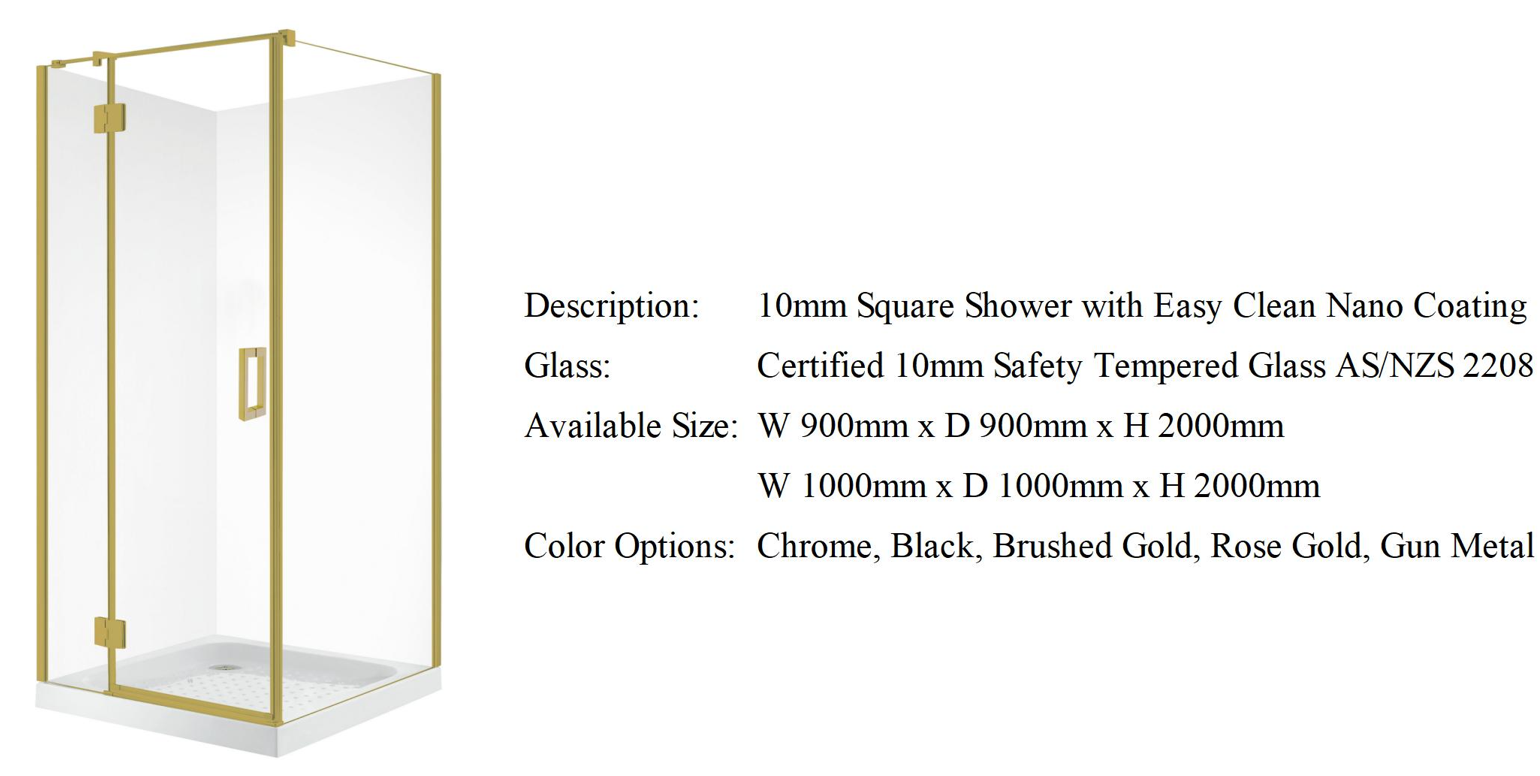 Description: 10mm Square Shower with Easy Clean Nano Coating
Glass: Certified 10mm Safety Tempered Glass AS/NZS 2208
Available Size: W 900mm x D 900mm x H 2000mm
W 1000mm x D 1000mm x H 2000mm
Color Options: Chrome, Black, Brushed Gold, Rose Gold, Gun Metal